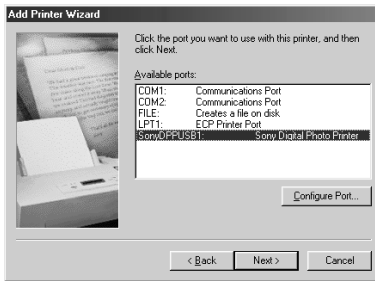 Add Printer Wizard
Click the port you want to use with this printer, and then
click Next.
Available ports:
COM1: Communications Port
COM2: Communications Port
FILE: Creates a file on disk
LPT1: ECP Printer Port
SonyDPPUSB1: Sony Digital Photo Printer
Configure Port...
< Back
Next >
Cancel